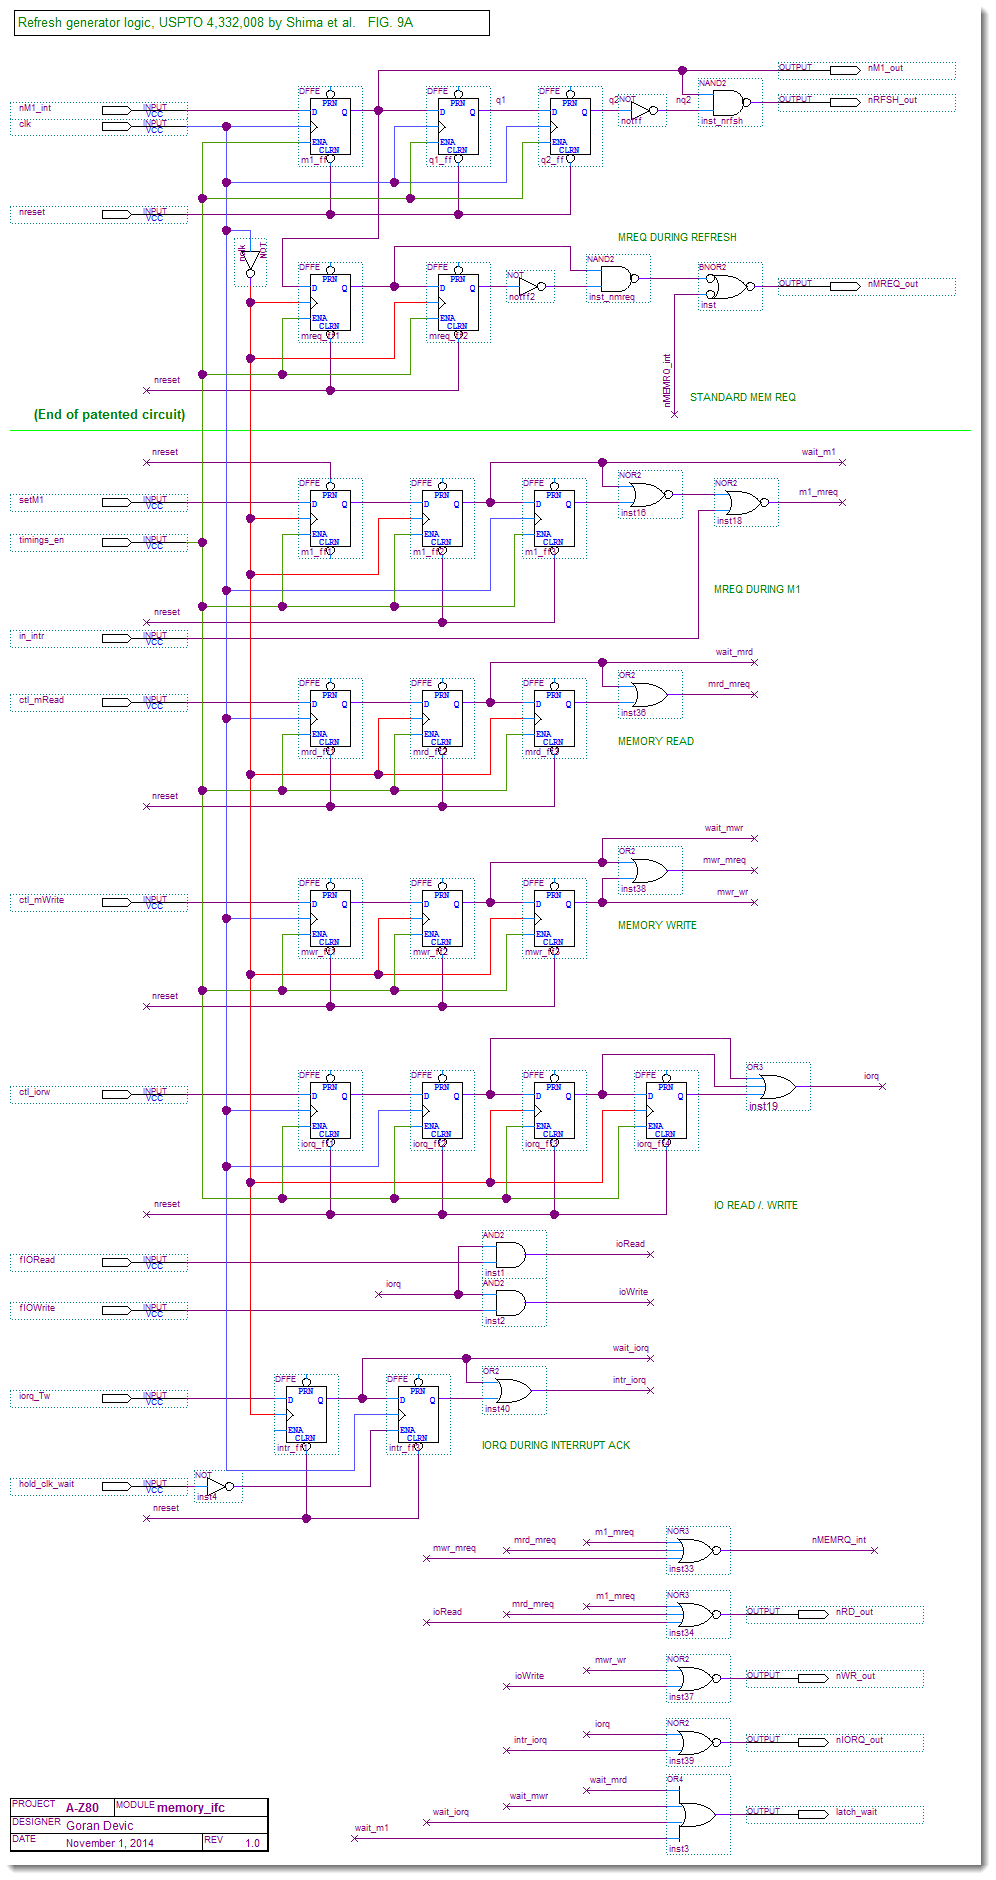 Refresh generator logic, USPTO 4,332,008 by Shima et al. FIG. 9A
OUTPUT nM1_out
DFFE DFFE DFFE NAND2
nM1_int INPUT VCC
PRN D Q ENA CLRN m1_ff
q1
PRN D Q ENA CLRN q1_ff
PRN D Q ENA CLRN q2_ff
q2 NOT notff nq2
inst_nrfsh
OUTPUT nRFSH_out
clk INPUT VCC
nreset INPUT VCC
nclk NOT
MREQ DURING REFRESH
DFFE PRN D Q ENA CLRN mreq_ff1
DFFE PRN D Q ENA CLRN mreq_ff2
NOT notff2
NAND2 inst_nmreq
BNOR2 inst
OUTPUT nMREQ_out
nMEMRQ_int
nreset
STANDARD MEM REQ
(End of patented circuit)
nreset
wait_m1
setM1 INPUT VCC
DFFE PRN D Q ENA CLRN m1_ff1
DFFE PRN D Q ENA CLRN m1_ff2
DFFE PRN D Q ENA CLRN m1_ff3
NOR2 inst16
NOR2 inst18
m1_mreq
timings_en INPUT VCC
MREQ DURING M1
nreset
in_intr INPUT VCC
wait_mrd
ctl_mRead INPUT VCC
DFFE PRN D Q ENA CLRN mrd_ff1
DFFE PRN D Q ENA CLRN mrd_ff2
DFFE PRN D Q ENA CLRN mrd_ff3
OR2 inst36
mrd_mreq
MEMORY READ
nreset
wait_mwr
ctl_mWrite INPUT VCC
DFFE PRN D Q ENA CLRN mwr_ff1
DFFE PRN D Q ENA CLRN mwr_ff2
DFFE PRN D Q ENA CLRN mwr_ff3
OR2 inst38
mwr_mreq
mwr_wr
MEMORY WRITE
nreset
ctl_iorw INPUT VCC
DFFE PRN D Q ENA CLRN iorq_ff1
DFFE PRN D Q ENA CLRN iorq_ff2
DFFE PRN D Q ENA CLRN iorq_ff3
DFFE PRN D Q ENA CLRN iorq_ff4
OR3 inst19
iorq
nreset
IO READ /. WRITE
fIORead INPUT VCC
AND2 inst1
ioRead
iorq
fIOWrite INPUT VCC
AND2 inst2
ioWrite
wait_iorq
iorq_Tw INPUT VCC
DFFE PRN D Q ENA CLRN intr_ff1
DFFE PRN D Q ENA CLRN intr_ff3
OR2 inst40
intr_iorq
IORQ DURING INTERRUPT ACK
hold_clk_wait INPUT VCC
NOT inst4
nreset
mwr_mreq mrd_mreq m1_mreq NOR3 inst33 nMEMRQ_int
ioRead mrd_mreq m1_mreq NOR3 inst34 OUTPUT nRD_out
ioWrite mwr_wr NOR2 inst37 OUTPUT nWR_out
intr_iorq iorq NOR2 inst39 OUTPUT nIORQ_out
wait_m1 wait_iorq wait_mwr wait_mrd OR4 inst3 OUTPUT latch_wait
PROJECT A-Z80 MODULE memory_ifc
DESIGNER Goran Devic
DATE November 1, 2014 REV 1.0